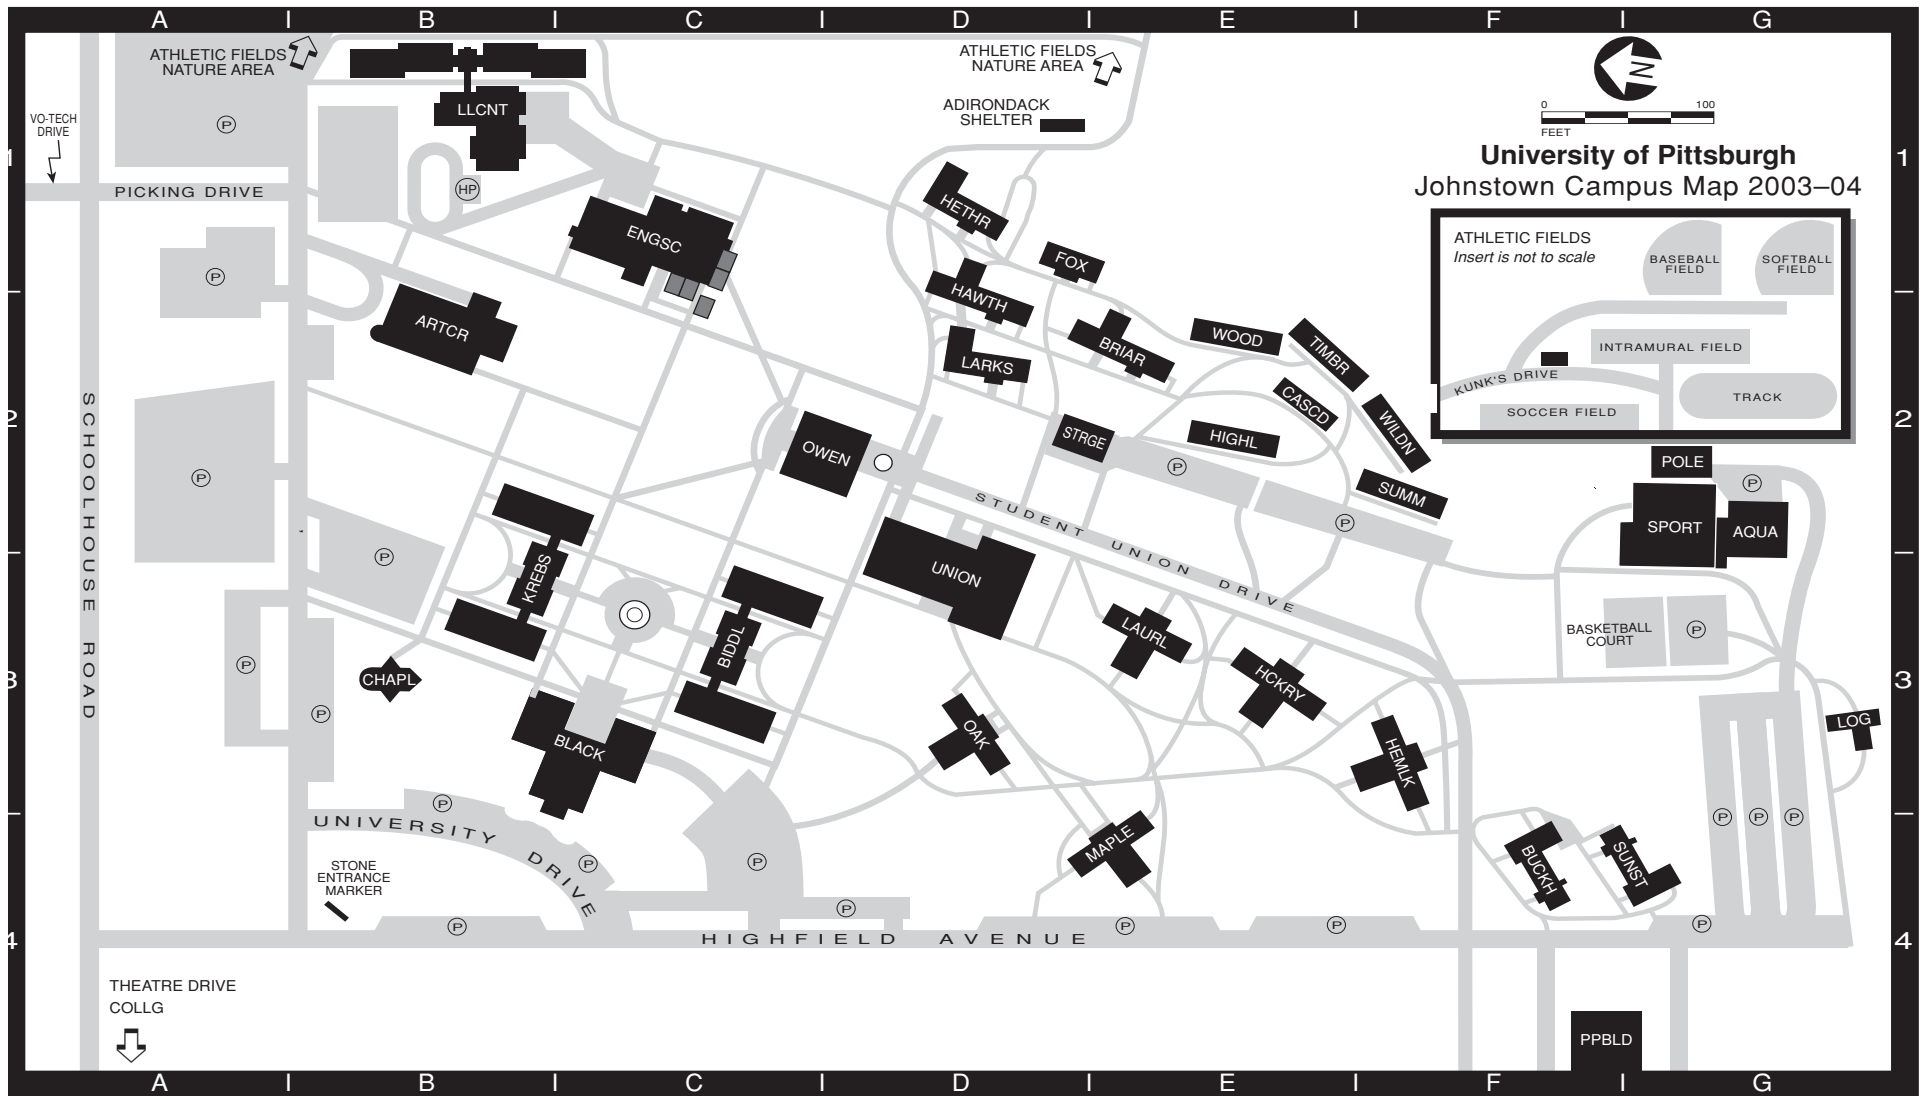 A I B I C I D I E I F I G
ATHLETIC FIELDS
NATURE AREA
ATHLETIC FIELDS
NATURE AREA
N
0 100
FEET
LLCNT
ADIRONDACK
SHELTER
VO-TECH
DRIVE
P
1
University of Pittsburgh
1
Johnstown Campus Map 2003–04
PICKING DRIVE
HP
HETHR
ENGSC
FOX
ATHLETIC FIELDS
Insert is not to scale
BASEBALL
FIELD
SOFTBALL
FIELD
INTRAMURAL FIELD
KUNK'S DRIVE
TRACK
SOCCER FIELD
P
HAWTH
ARTCR
WOOD
TIMBR
BRIAR
LARKS
CASCD
WILDN
2
2
STRGE
HIGHL
OWEN
P
P
POLE
P
SUMM
P
SPORT
AQUA
STUDENT UNION DRIVE
SCHOOLHOUSE ROAD
P
KREBS
UNION
BIDDL
LAURL
BASKETBALL
COURT
P
P
CHAPL
3
HCKRY
3
P
LOG
OAK
BLACK
HEMLK
P
P
P
P
UNIVERSITY DRIVE
MAPLE
BUCKH
SUNST
P
P
STONE
ENTRANCE
MARKER
P
P
P
P
P
HIGHFIELD AVENUE
4
4
THEATRE DRIVE
COLLG
PPBLD
A I B I C I D I E I F I G